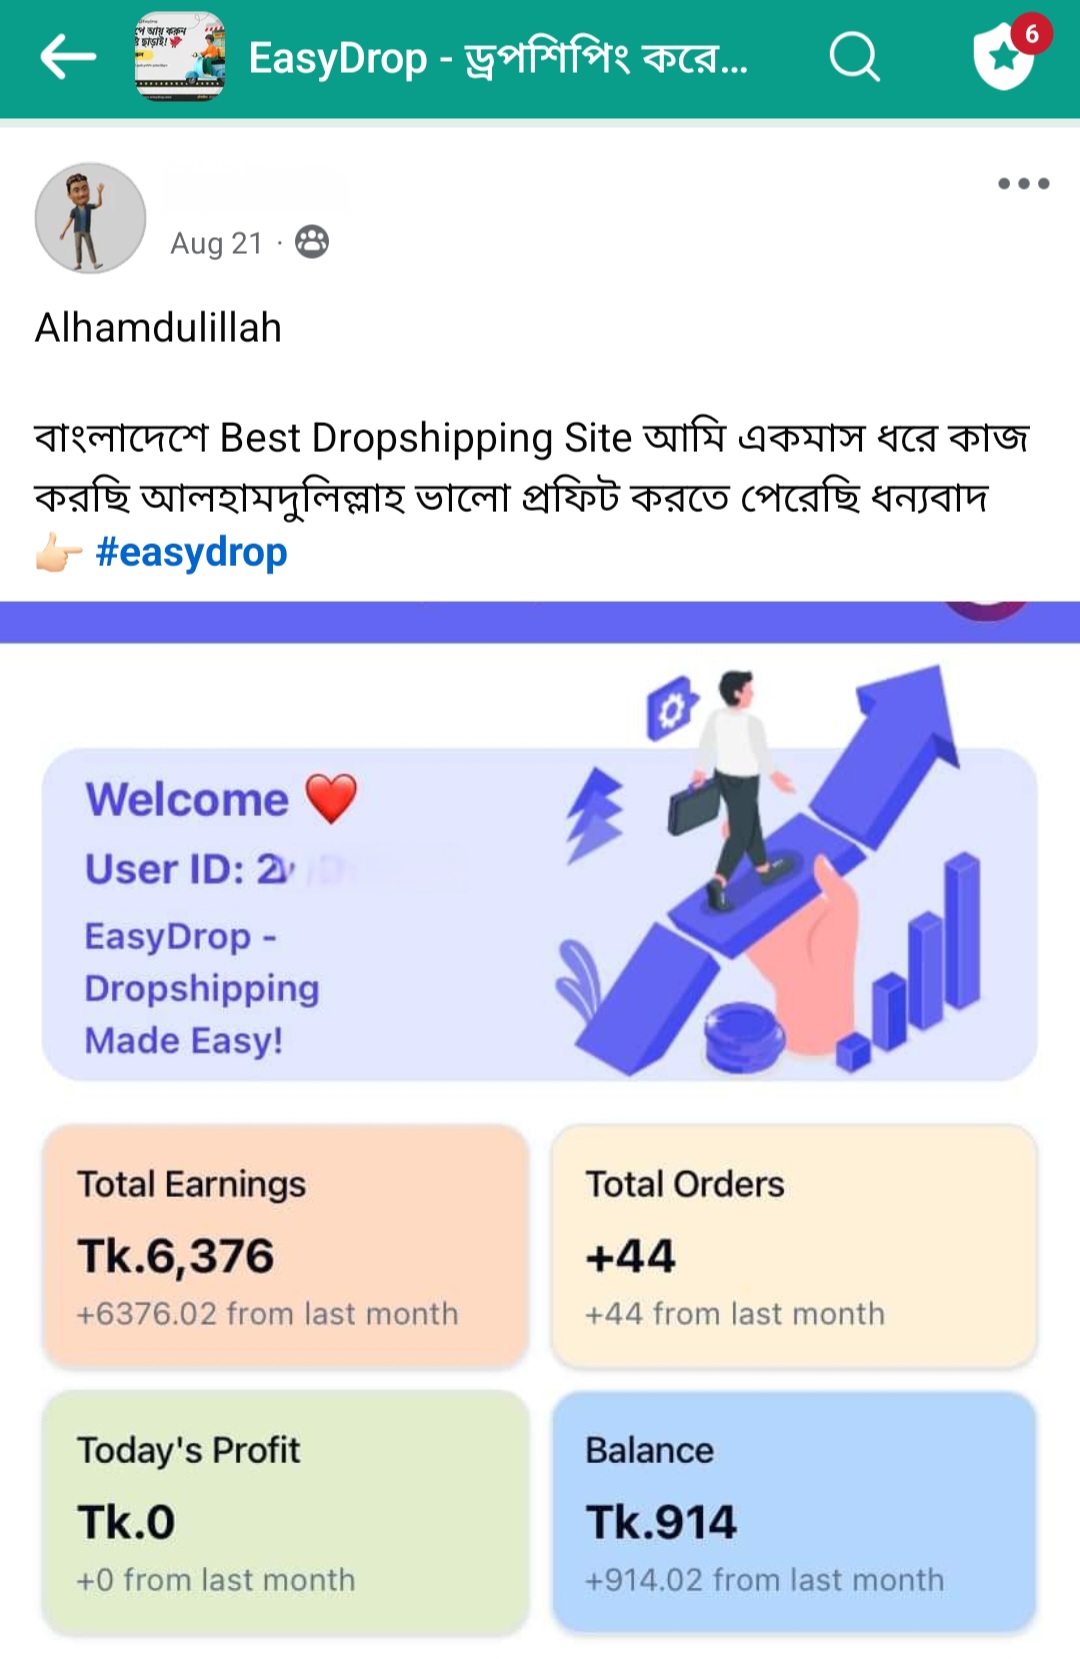 EasyDrop - ড্রপশিপিং করে...
6
Aug 21 ·
Alhamdulillah
বাংলাদেশে Best Dropshipping Site আমি একমাস ধরে কাজ
করছি আলহামদুলিল্লাহ ভালো প্রফিট করতে পেরেছি ধন্যবাদ
👉🏻 #easydrop
Welcome ❤️
User ID:
EasyDrop -
Dropshipping
Made Easy!
Total Earnings
Tk.6,376
+6376.02 from last month
Total Orders
+44
+44 from last month
Today's Profit
Tk.0
+0 from last month
Balance
Tk.914
+914.02 from last month